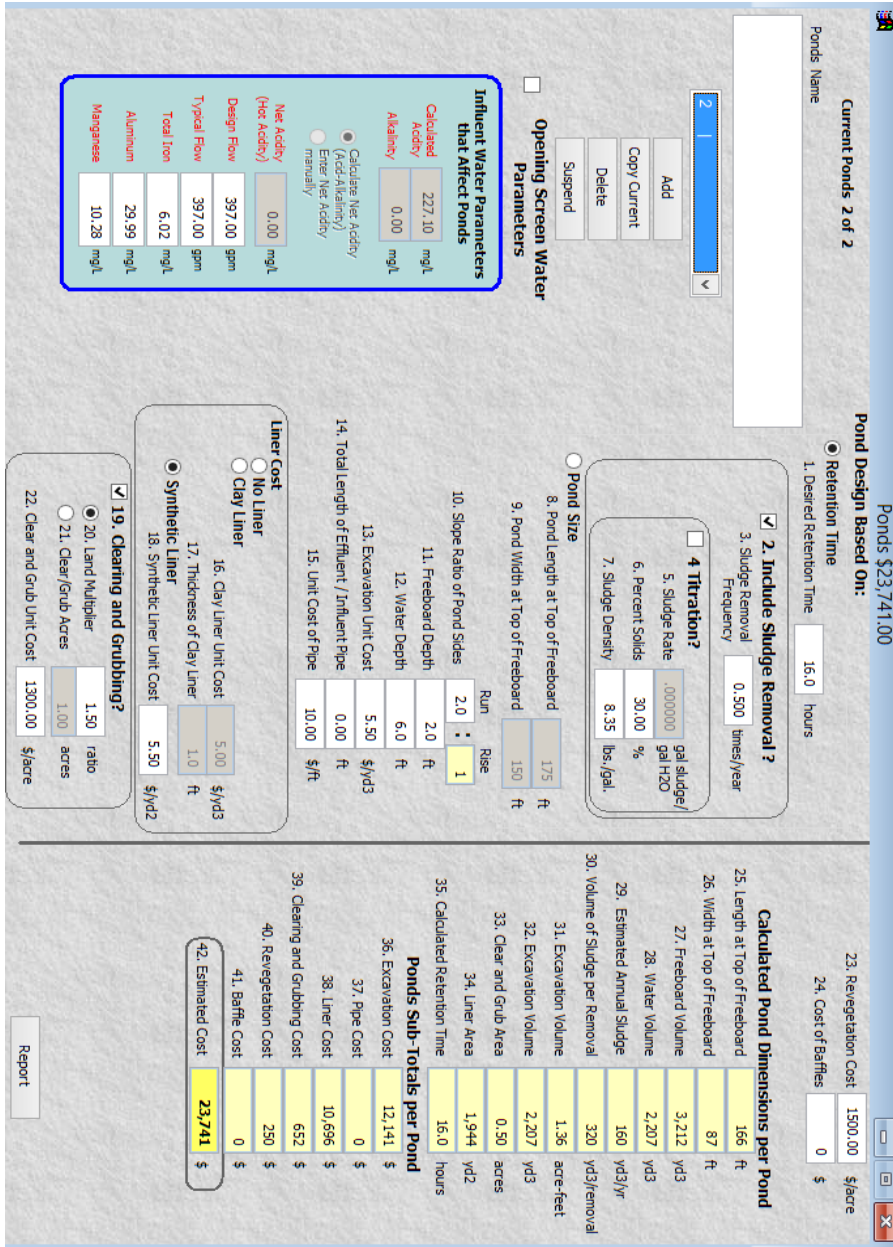 Ponds $23,741.00
Current Ponds 2 of 2
Ponds Name
2
Add
Copy Current
Delete
Suspend
Opening Screen Water
Parameters
Influent Water Parameters
that Affect Ponds
Calculated
Acidity 227.10 mg/L
Alkalinity 0.00 mg/L
Calculate Net Acidity
(Acid-Alkalinity)
Enter Net Acidity
manually
Net Acidity
(Hot Acidity) 0.00 mg/L
Design Flow 397.00 gpm
Typical Flow 397.00 gpm
Total Iron 6.02 mg/L
Aluminum 29.99 mg/L
Manganese 10.28 mg/L
Pond Design Based On:
Retention Time
1. Desired Retention Time 16.0 hours
2. Include Sludge Removal ?
3. Sludge Removal
Frequency 0.500 times/year
4 Titration?
5. Sludge Rate .000000 gal sludge/
gal H2O
6. Percent Solids 30.00 %
7. Sludge Density 8.35 lbs./gal.
Pond Size
8. Pond Length at Top of Freeboard 175 ft
9. Pond Width at Top of Freeboard 150 ft
Run Rise
10. Slope Ratio of Pond Sides 2.0 : 1
11. Freeboard Depth 2.0 ft
12. Water Depth 6.0 ft
13. Excavation Unit Cost 5.50 $/yd3
14. Total Length of Effluent / Influent Pipe 0.00 ft
15. Unit Cost of Pipe 10.00 $/ft
Liner Cost
No Liner
Clay Liner
16. Clay Liner Unit Cost 5.00 $/yd3
17. Thickness of Clay Liner 1.0 ft
Synthetic Liner
18. Synthetic Liner Unit Cost 5.50 $/yd2
19. Clearing and Grubbing?
20. Land Multiplier 1.50 ratio
21. Clear/Grub Acres 1.00 acres
22. Clear and Grub Unit Cost 1300.00 $/acre
23. Revegetation Cost 1500.00 $/acre
24. Cost of Baffles 0 $
Calculated Pond Dimensions per Pond
25. Length at Top of Freeboard 166 ft
26. Width at Top of Freeboard 87 ft
27. Freeboard Volume 3,212 yd3
28. Water Volume 2,207 yd3
29. Estimated Annual Sludge 160 yd3/yr
30. Volume of Sludge per Removal 320 yd3/removal
31. Excavation Volume 1.36 acre-feet
32. Excavation Volume 2,207 yd3
33. Clear and Grub Area 0.50 acres
34. Liner Area 1,944 yd2
35. Calculated Retention Time 16.0 hours
Ponds Sub-Totals per Pond
36. Excavation Cost 12,141 $
37. Pipe Cost 0 $
38. Liner Cost 10,696 $
39. Clearing and Grubbing Cost 652 $
40. Revegetation Cost 250 $
41. Baffle Cost 0 $
42. Estimated Cost 23,741 $
Report